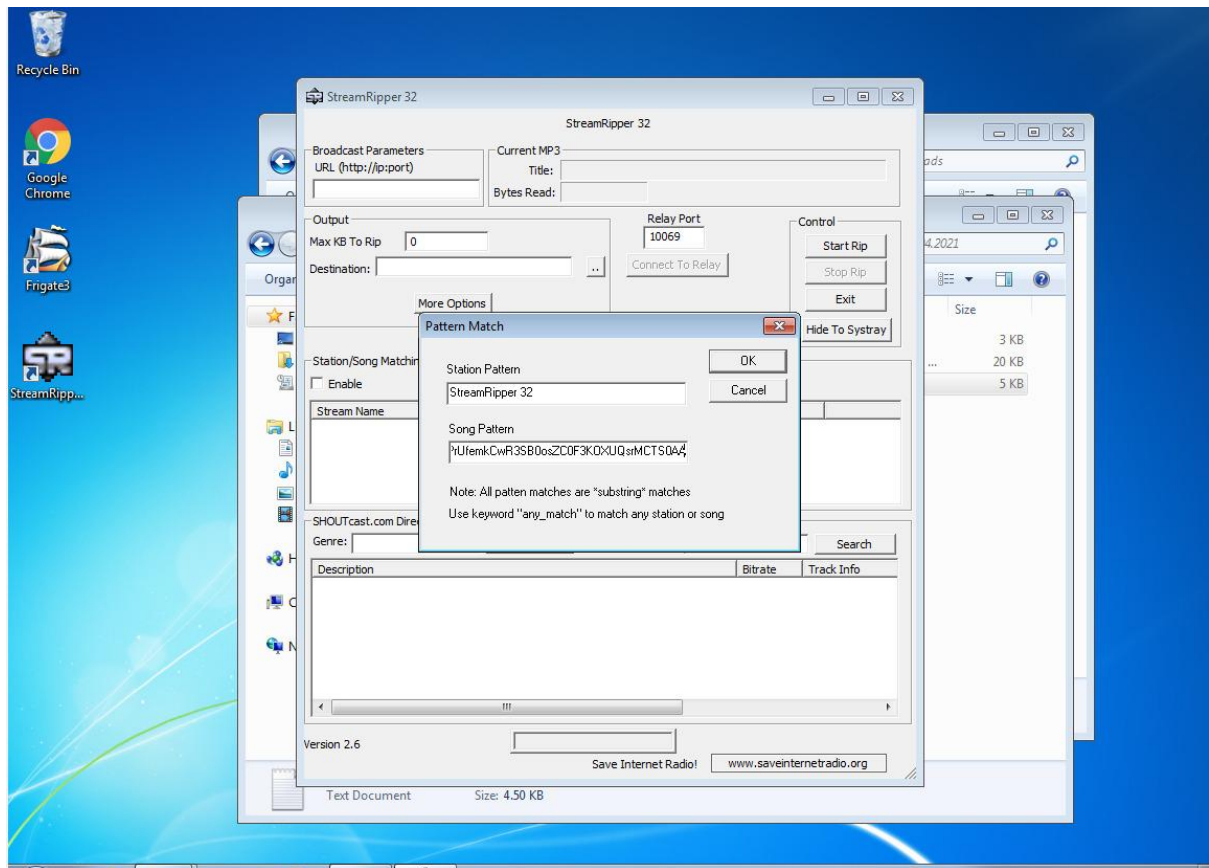 Recycle Bin
Google
Chrome
Frigate3
StreamRipp...
StreamRipper 32
StreamRipper 32
Broadcast Parameters
URL (http://ip:port)
Current MP3
Title:
Bytes Read:
Output
Max KB To Rip 0
Destination:
..
More Options
Relay Port
10069
Connect To Relay
Control
Start Rip
Stop Rip
Exit
Hide To Systray
Station/Song Matchin
Enable
Stream Name
Pattern Match
Station Pattern
StreamRipper 32
Song Pattern
OK
Cancel
Note: All patten matches are *substring* matches
Use keyword "any_match" to match any station or song
SHOUTcast.com Dire
Genre:
Search
Description Bitrate Track Info
Version 2.6
Save Internet Radio! www.saveinternetradio.org
ads
4.2021
Organ
Size
3 KB
... 20 KB
5 KB
Text Document Size: 4.50 KB